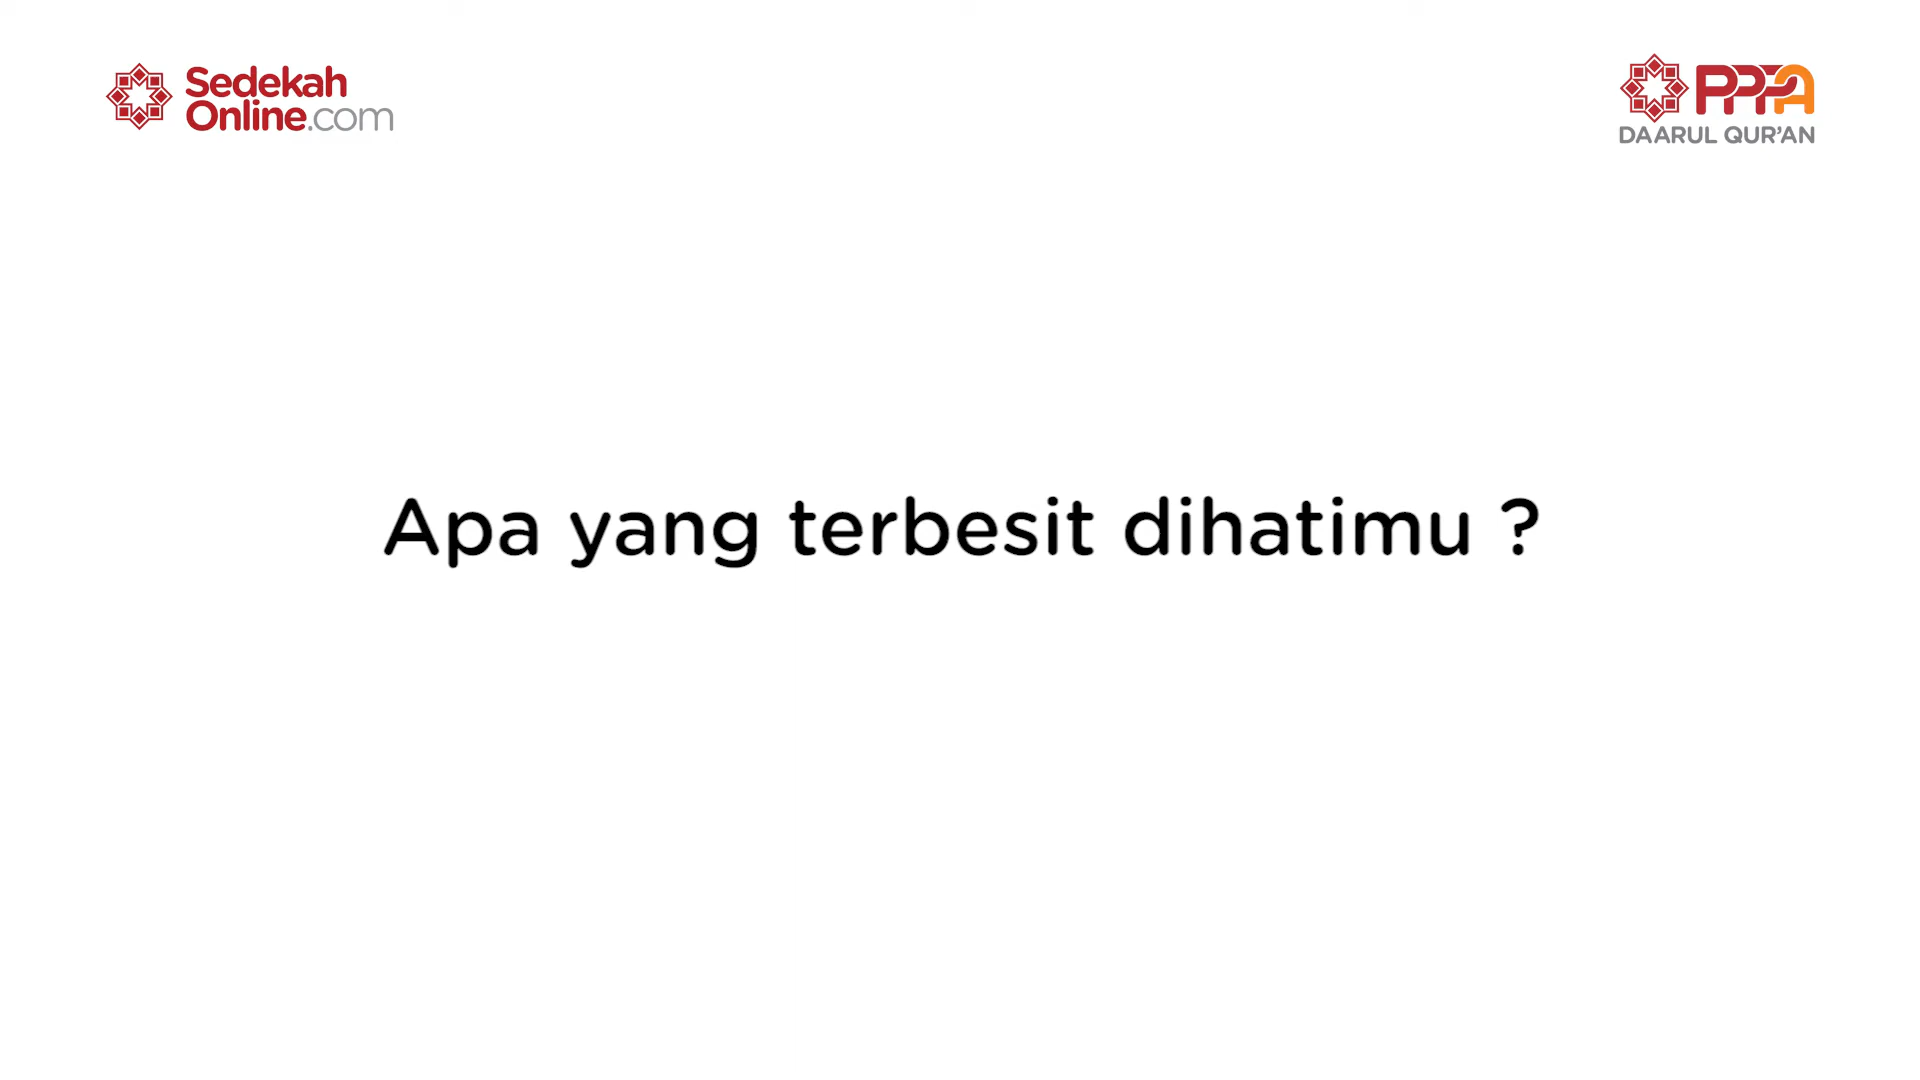 Sedekah
Online.com
PPPA
DAARUL QUR'AN
Apa yang terbesit dihatimu ?